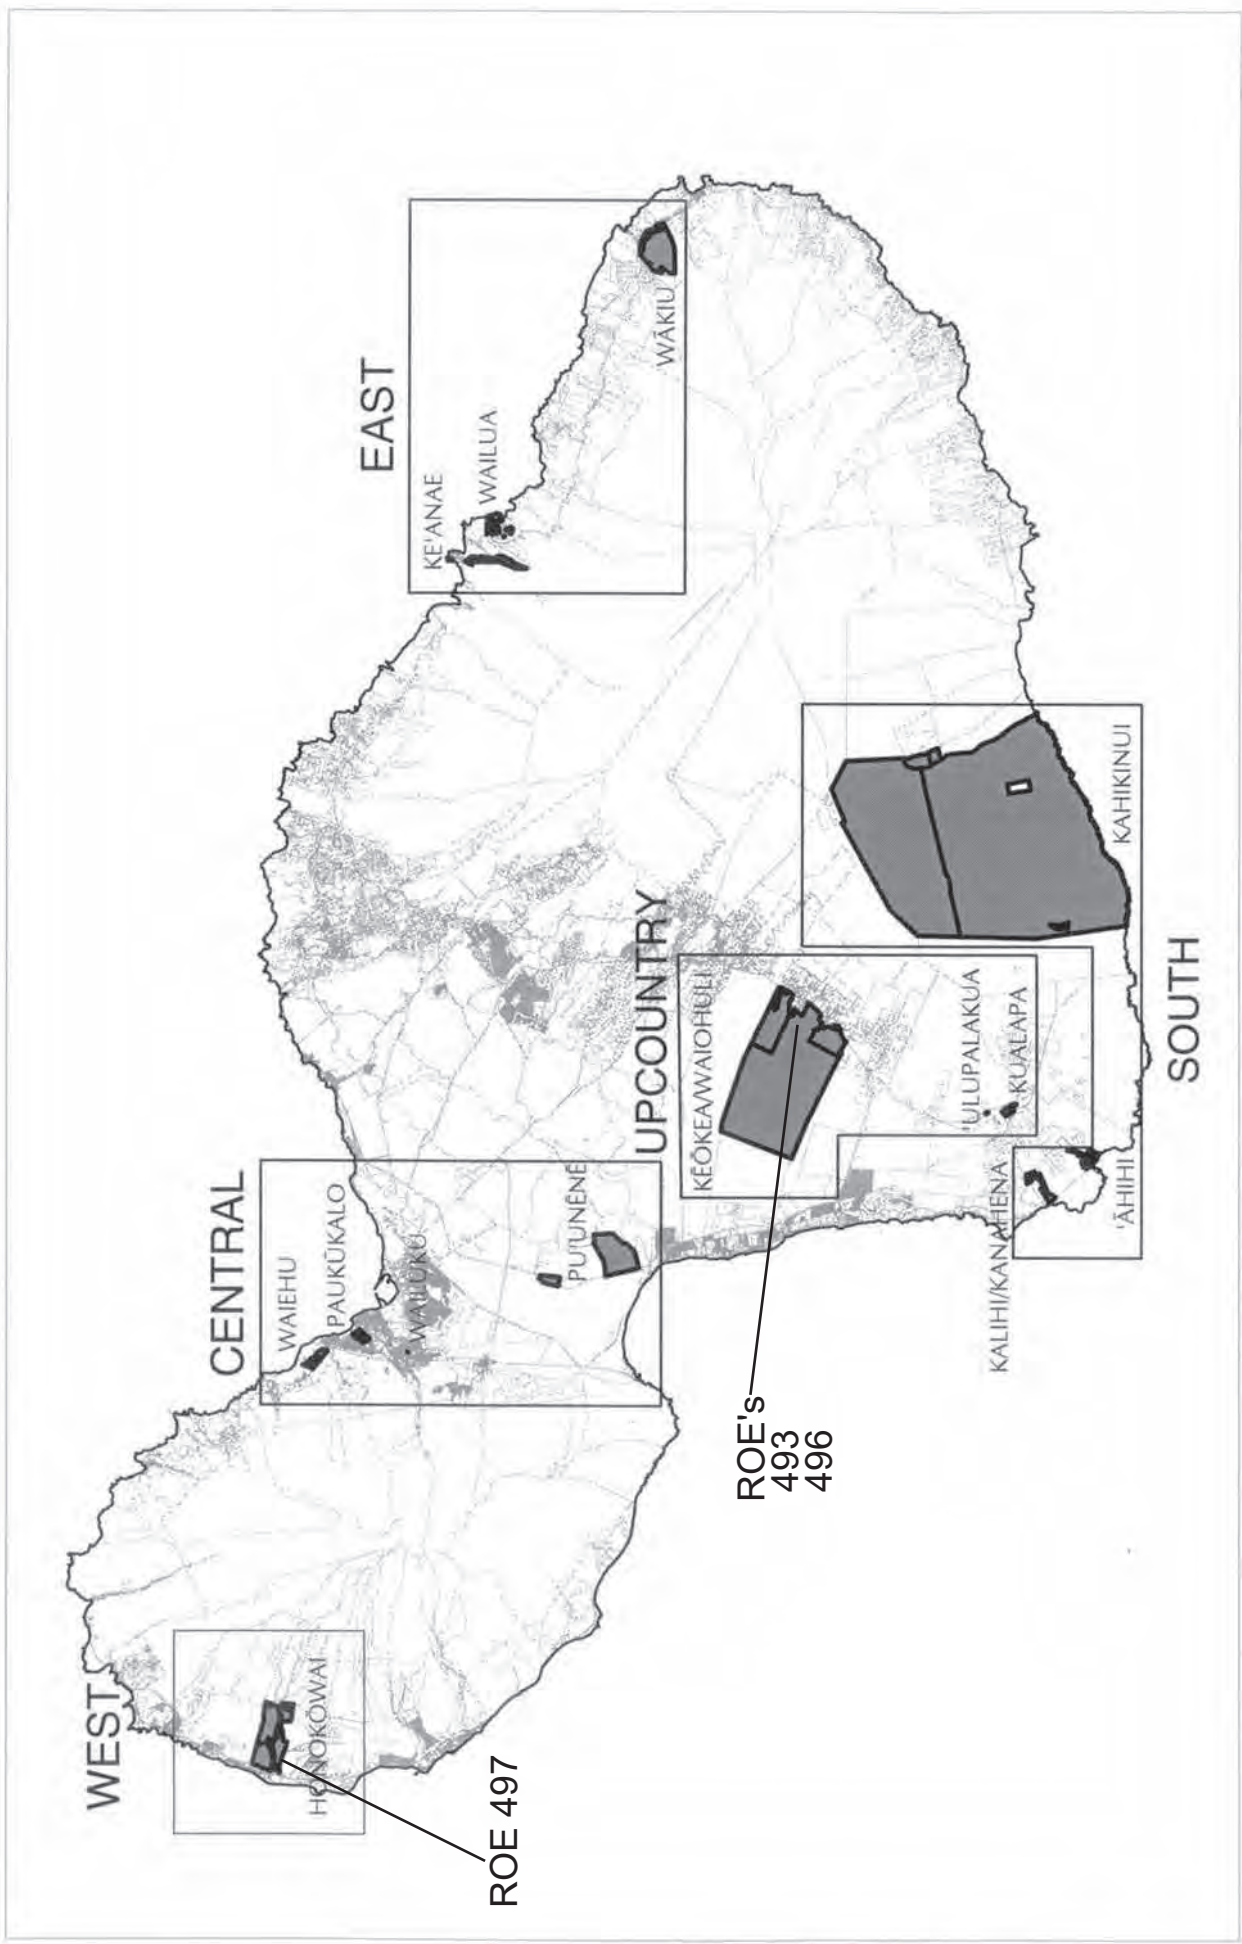 WEST
HONOKŌWAI
ROE 497
CENTRAL
WAIEHU
PAUKŪKALO
WAILUKU
PU'UNĒNĒ
EAST
KE'ANAE
WAILUA
WĀKIU
UPCOUNTRY
KĒŌKEA/WAIOHULI
'ULUPALAKUA
KUALAPA
ROE's
493
496
SOUTH
KALIHI/KANAHENA
'ĀHIHI
KAHIKINUI